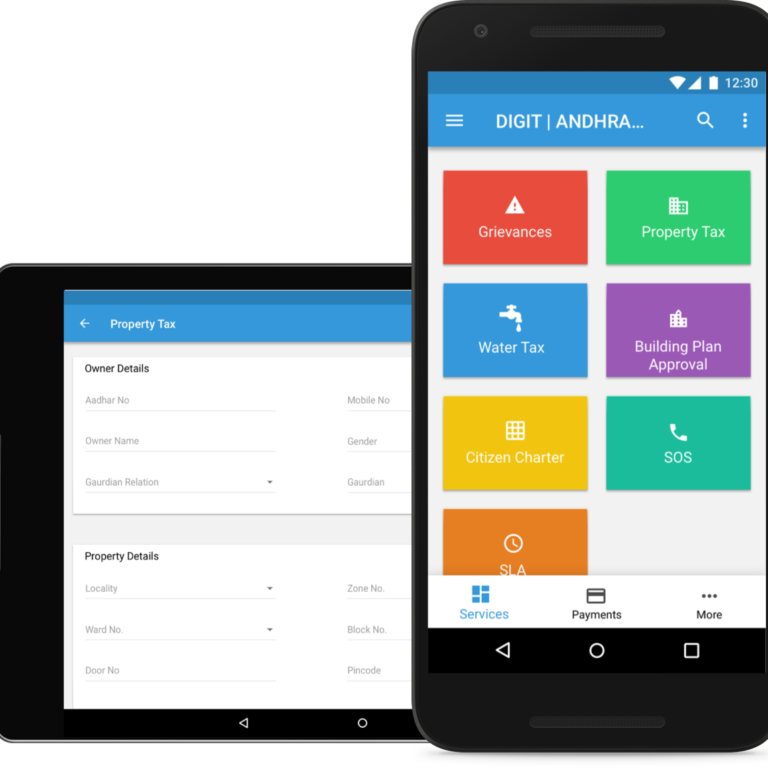 Property Tax
Owner Details
Aadhar No
Mobile No
Owner Name
Gender
Gaurdian Relation
Gaurdian
Property Details
Locality
Zone No.
Ward No.
Block No.
Door No
Pincode
12:30
DIGIT | ANDHRA...
Grievances
Property Tax
Water Tax
Building Plan
Approval
Citizen Charter
SOS
SLA
Services
Payments
More